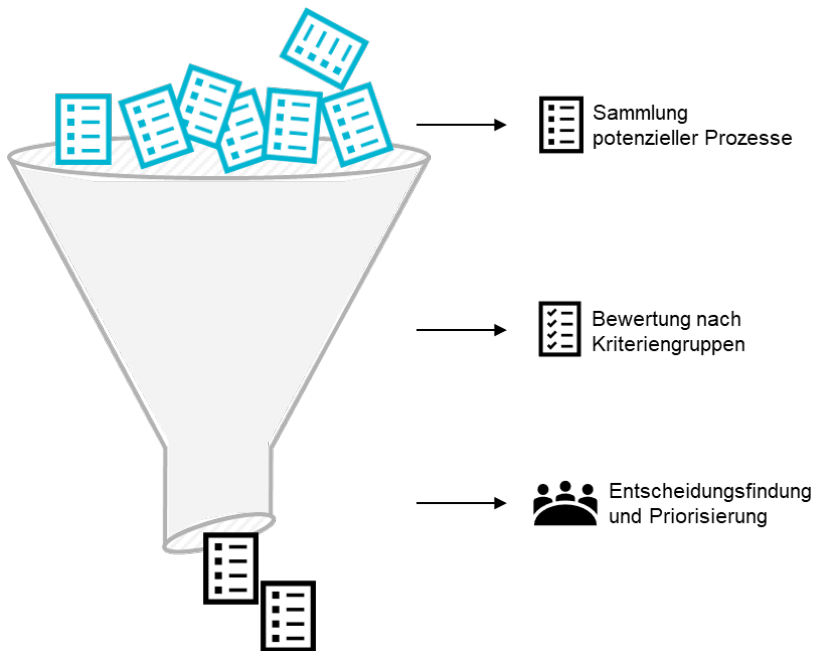 Sammlung
potenzieller Prozesse
Bewertung nach
Kriteriengruppen
Entscheidungsfindung
und Priorisierung